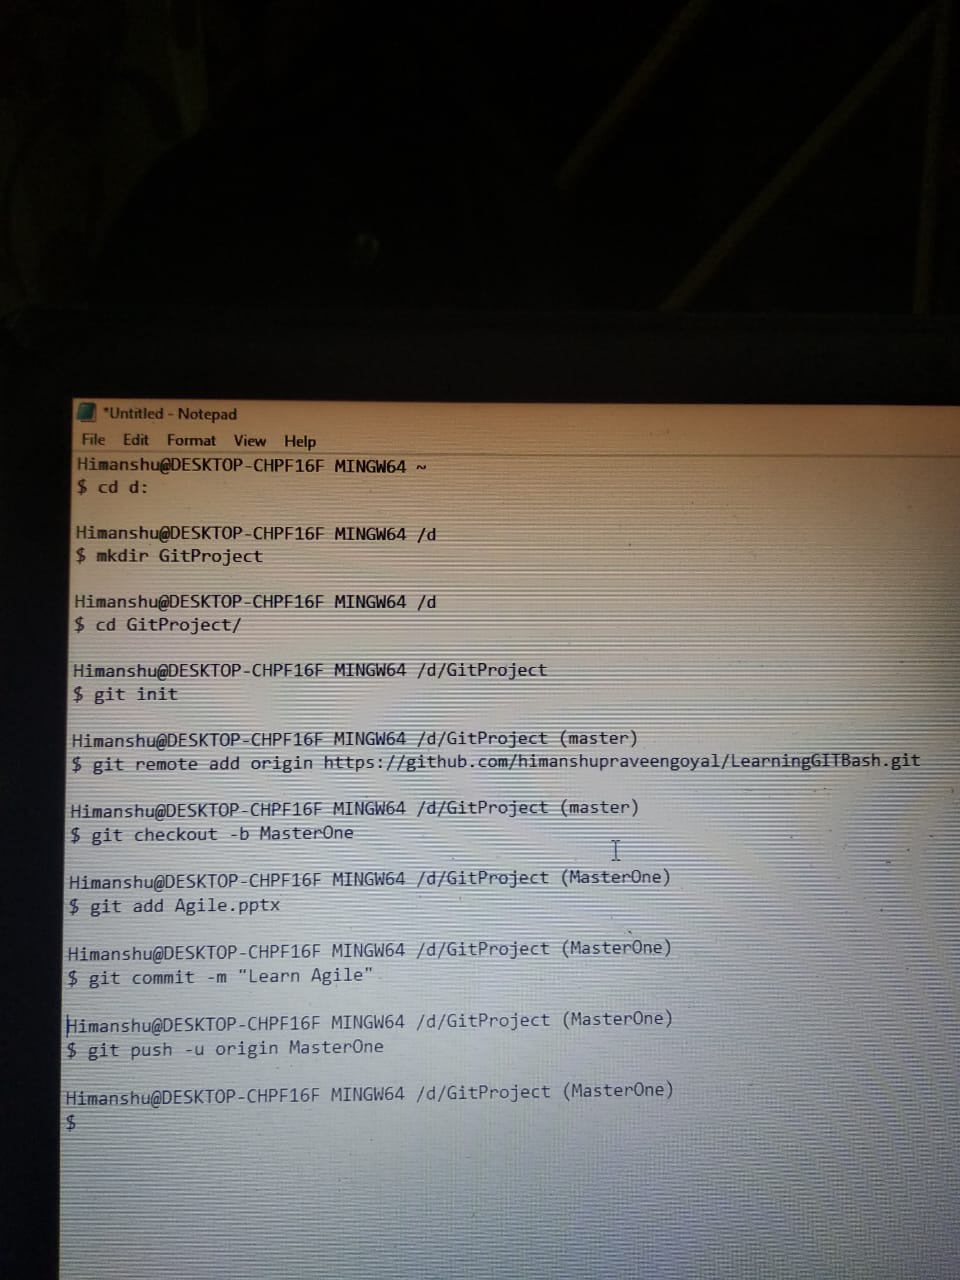 *Untitled - Notepad
File Edit Format View Help
Himanshu@DESKTOP-CHPF16F MINGW64 ~
$ cd d:
Himanshu@DESKTOP-CHPF16F MINGW64 /d
$ mkdir GitProject
Himanshu@DESKTOP-CHPF16F MINGW64 /d
$ cd GitProject/
Himanshu@DESKTOP-CHPF16F MINGW64 /d/GitProject
$ git init
Himanshu@DESKTOP-CHPF16F MINGW64 /d/GitProject (master)
$ git remote add origin https://github.com/himanshupraveengoyal/LearningGITBash.git
Himanshu@DESKTOP-CHPF16F MINGW64 /d/GitProject (master)
$ git checkout -b MasterOne
Himanshu@DESKTOP-CHPF16F MINGW64 /d/GitProject (MasterOne)
$ git add Agile.pptx
Himanshu@DESKTOP-CHPF16F MINGW64 /d/GitProject (MasterOne)
$ git commit -m "Learn Agile"
Himanshu@DESKTOP-CHPF16F MINGW64 /d/GitProject (MasterOne)
$ git push -u origin MasterOne
Himanshu@DESKTOP-CHPF16F MINGW64 /d/GitProject (MasterOne)
$